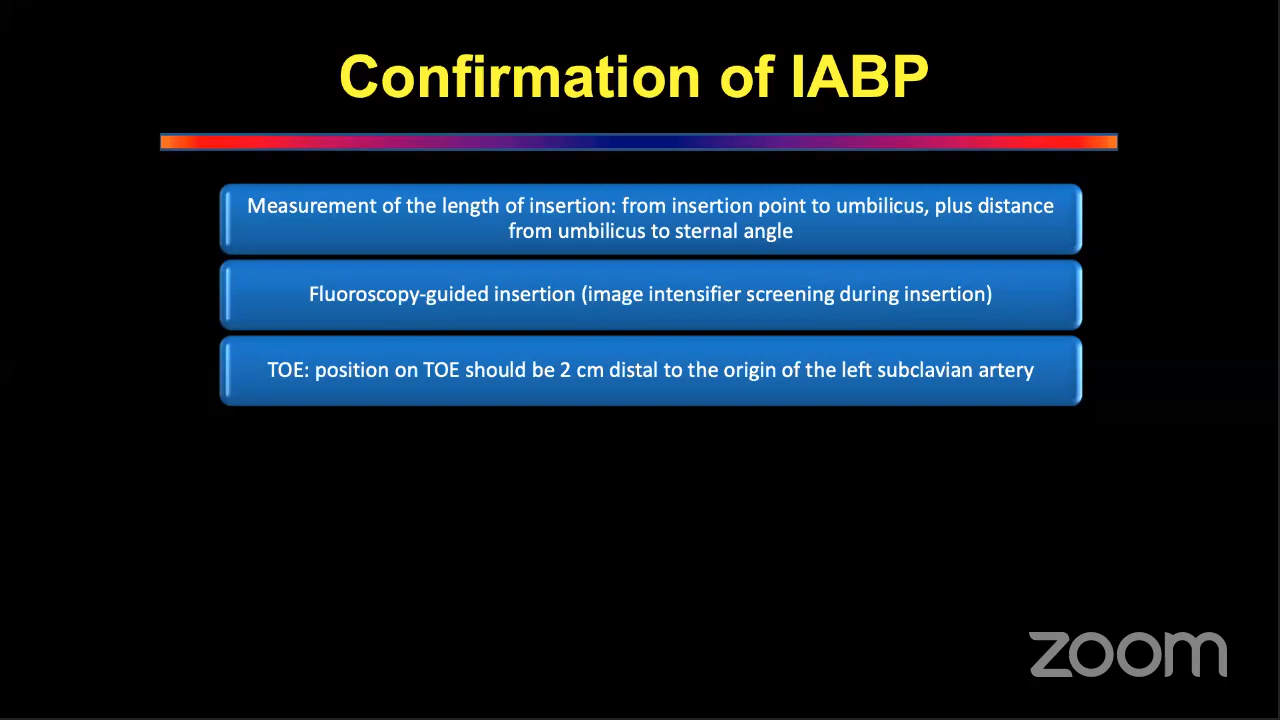 Confirmation of IABP
Measurement of the length of insertion: from insertion point to umbilicus, plus distance
from umbilicus to sternal angle
Fluoroscopy-guided insertion (image intensifier screening during insertion)
TOE: position on TOE should be 2 cm distal to the origin of the left subclavian artery
zoom